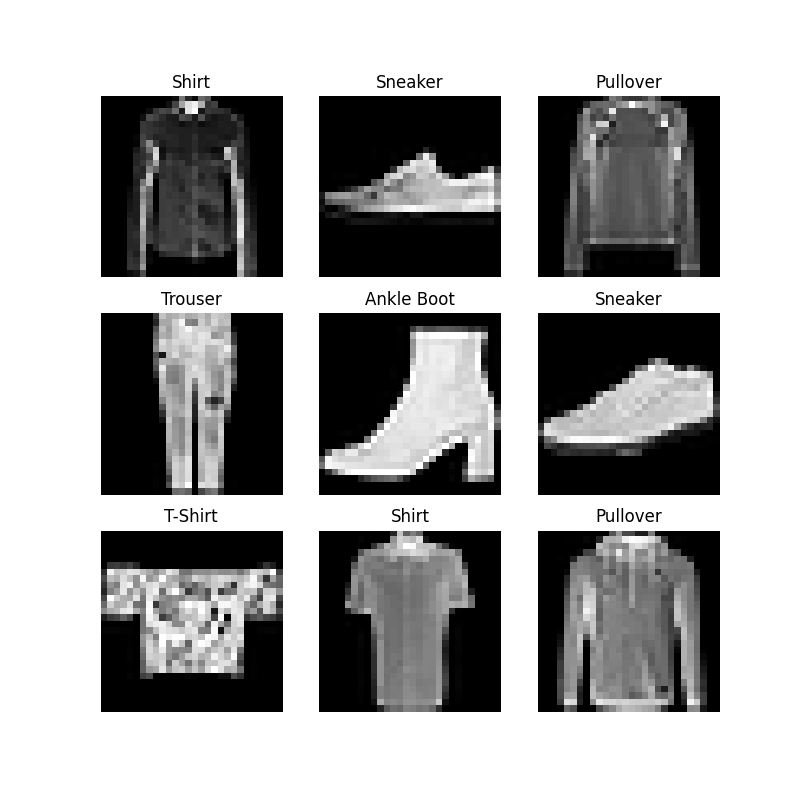 Shirt
Sneaker
Pullover
Trouser
Ankle Boot
Sneaker
T-Shirt
Shirt
Pullover